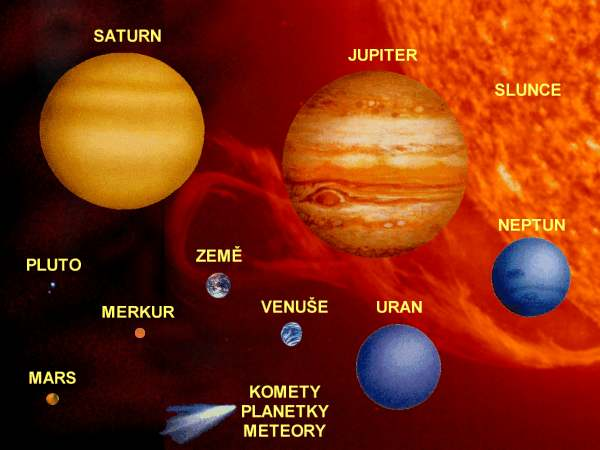 SATURN
JUPITER
SLUNCE
NEPTUN
ZEMĚ
PLUTO
MERKUR
VENUŠE
URAN
MARS
KOMETY
PLANETKY
METEORY